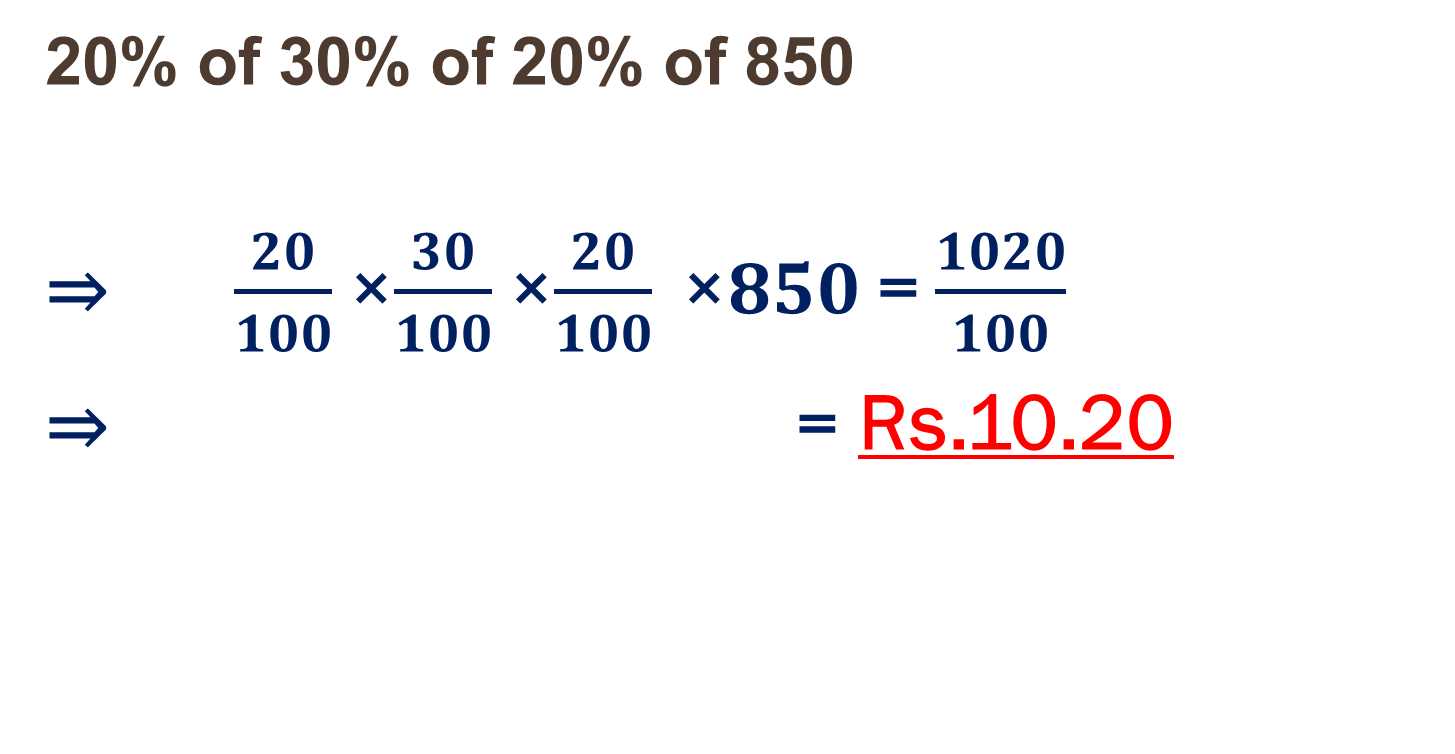 20% of 30% of 20% of 850
⇒ 20/100 ×30/100 ×20/100 ×850 = 1020/100
⇒ = Rs.10.20